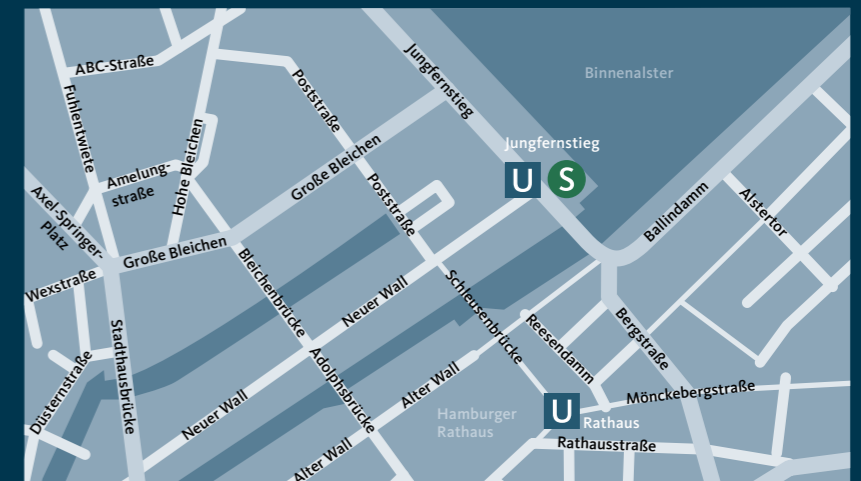 ABC-Straße
Fuhlentwiete
Poststraße
Jungfernstieg
Binnenalster
Jungfernstieg
U S
Hohe Bleichen
Große Bleichen
Amelung-
straße
Axel-Springer-
Platz
Poststraße
Ballindamm
Alstertor
Große Bleichen
Wexstraße
Bleichenbrücke
Neuer Wall
Schleusenbrücke
Reesendamm
Bergstraße
Stadthausbrücke
Düsternstraße
Adolphsbrücke
Alter Wall
Neuer Wall
Mönckebergstraße
Hamburger
Rathaus
U
Rathaus
Rathausstraße
Alter Wall